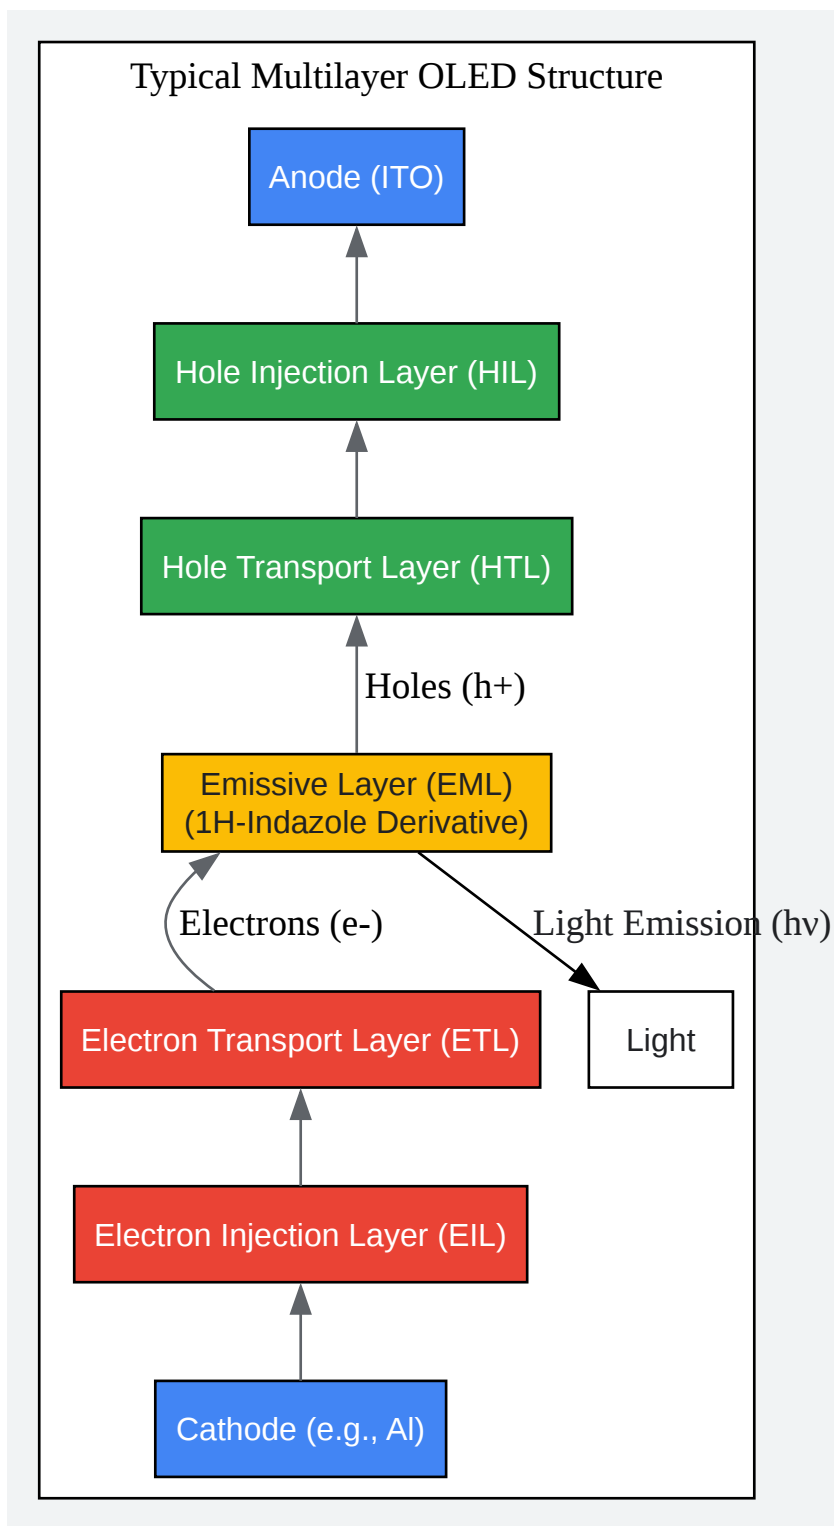 Typical Multilayer OLED Structure
Anode (ITO)
Hole Injection Layer (HIL)
Hole Transport Layer (HTL)
Holes (h+)
Emissive Layer (EML)
(1H-Indazole Derivative)
Electrons (e-)
Light Emission (hν)
Electron Transport Layer (ETL)
Light
Electron Injection Layer (EIL)
Cathode (e.g., Al)